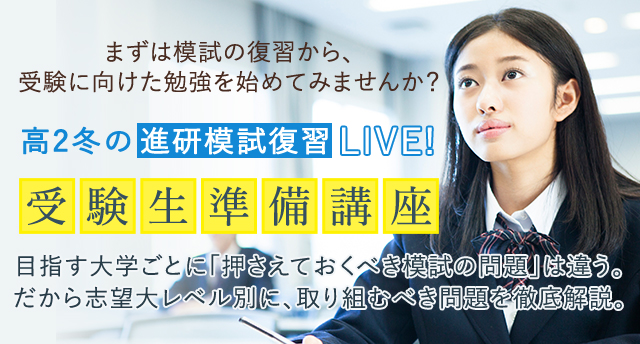 まずは模試の復習から、
受験に向けた勉強を始めてみませんか?
高2冬の 進研模試復習 LIVE!
受験生準備講座
目指す大学ごとに「押さえておくべき模試の問題」は違う。
だから志望大レベル別に、取り組むべき問題を徹底解説。